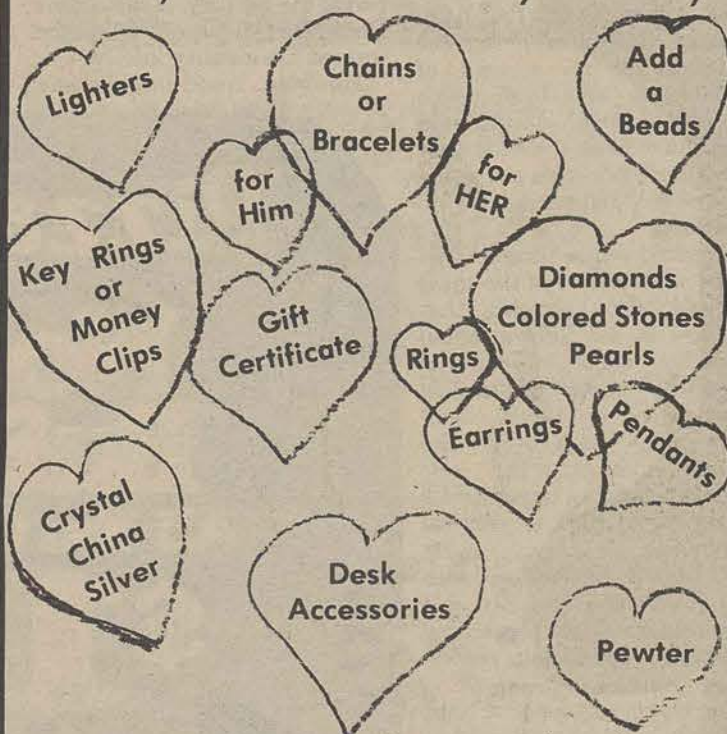 Lighters
Chains
or
Bracelets
Add
a
Beads
for
Him
for
HER
Key Rings
or
Money
Clips
Gift
Certificate
Diamonds
Colored Stones
Pearls
Rings
Earrings
Pendants
Crystal
China
Silver
Desk
Accessories
Pewter